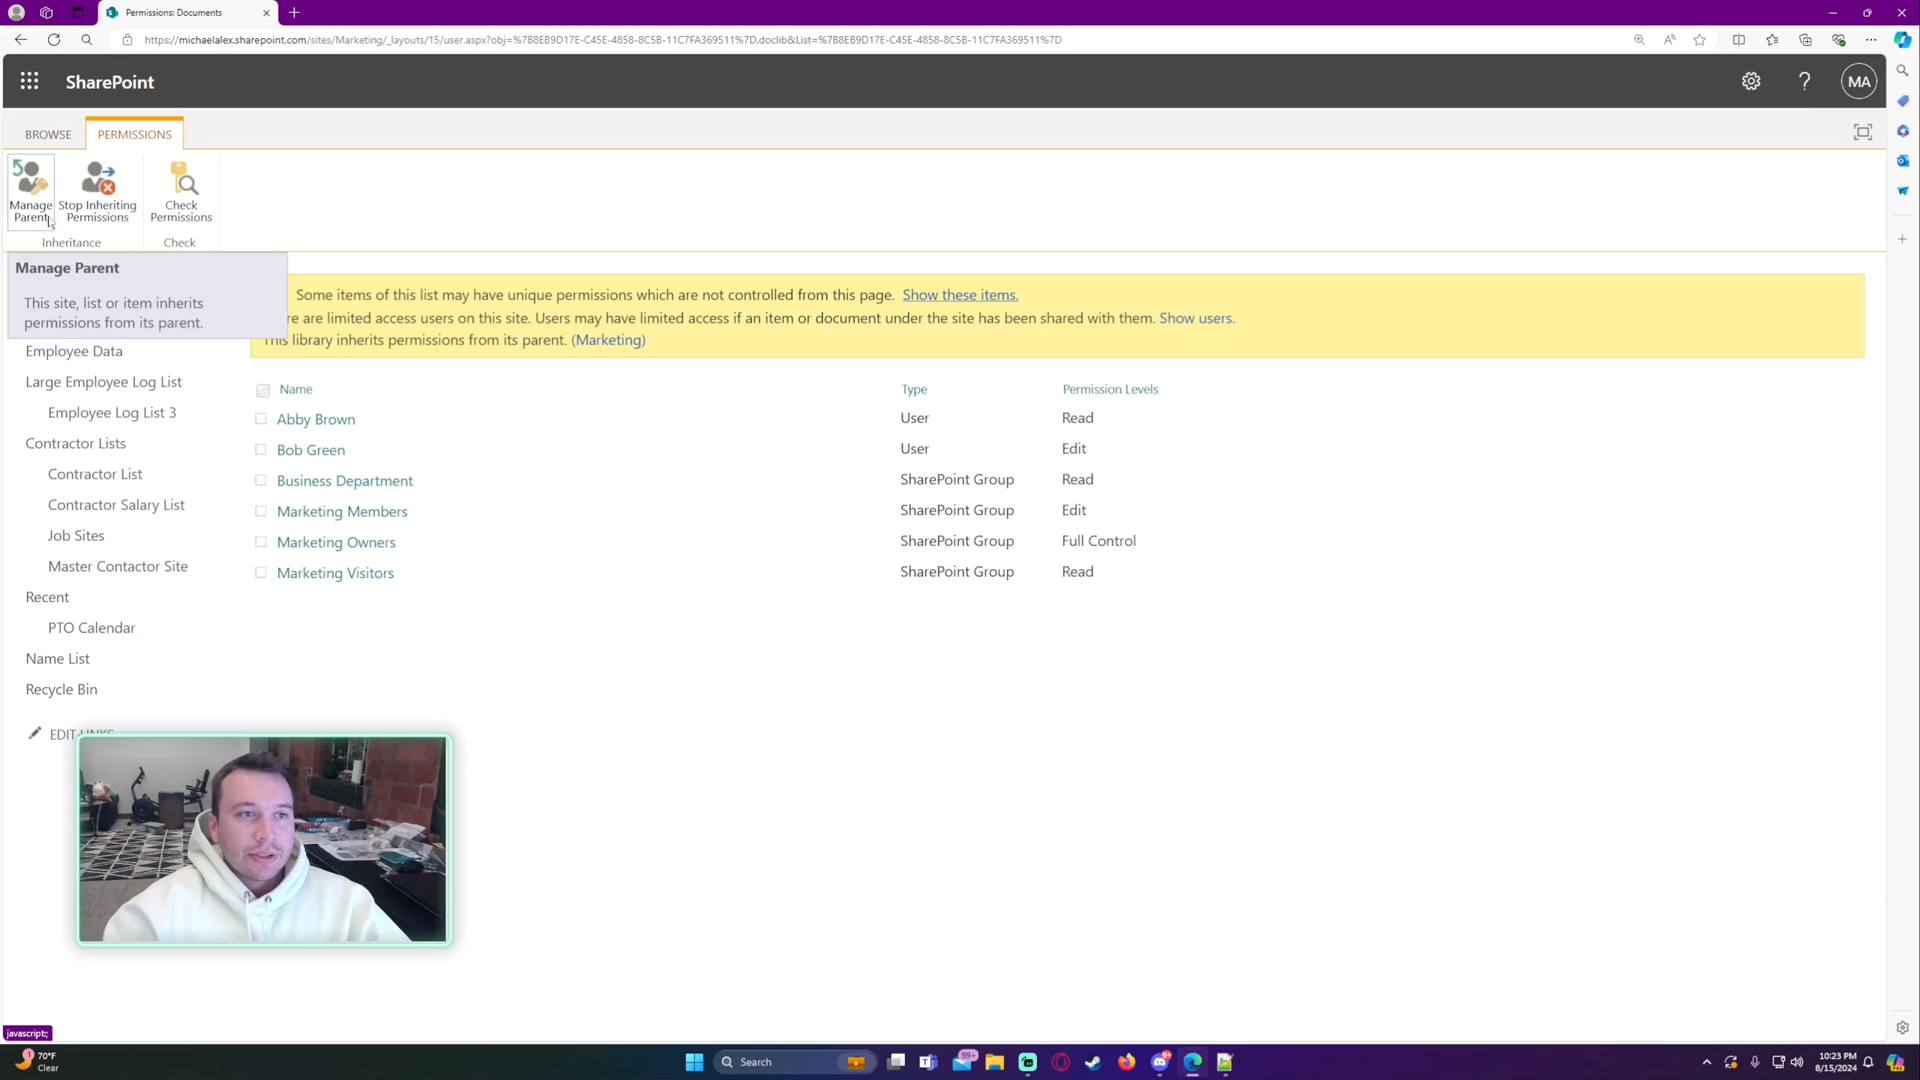 Permissions: Documents
https://michaelalex.sharepoint.com/sites/Marketing/_layouts/15/user.aspx?obj=%7B8EB9D17E-C45E-4858-8C5B-11C7FA369511%7D,doclib&List=%7B8EB9D17E-C45E-4858-8C5B-11C7FA369511%7D
SharePoint
MA
BROWSE
PERMISSIONS
Manage Parent
Stop Inheriting Permissions
Check Permissions
Inheritance
Check
Manage Parent
This site, list or item inherits
permissions from its parent.
Some items of this list may have unique permissions which are not controlled from this page. Show these items.
re are limited access users on this site. Users may have limited access if an item or document under the site has been shared with them. Show users.
This library inherits permissions from its parent. (Marketing)
Employee Data
Large Employee Log List
Employee Log List 3
Contractor Lists
Contractor List
Contractor Salary List
Job Sites
Master Contactor Site
Recent
PTO Calendar
Name List
Recycle Bin
EDIT LINKS
Name Type Permission Levels
Abby Brown User Read
Bob Green User Edit
Business Department SharePoint Group Read
Marketing Members SharePoint Group Edit
Marketing Owners SharePoint Group Full Control
Marketing Visitors SharePoint Group Read
javascript:;
1
70°F
Clear
Search
99+
10:23 PM
8/15/2024